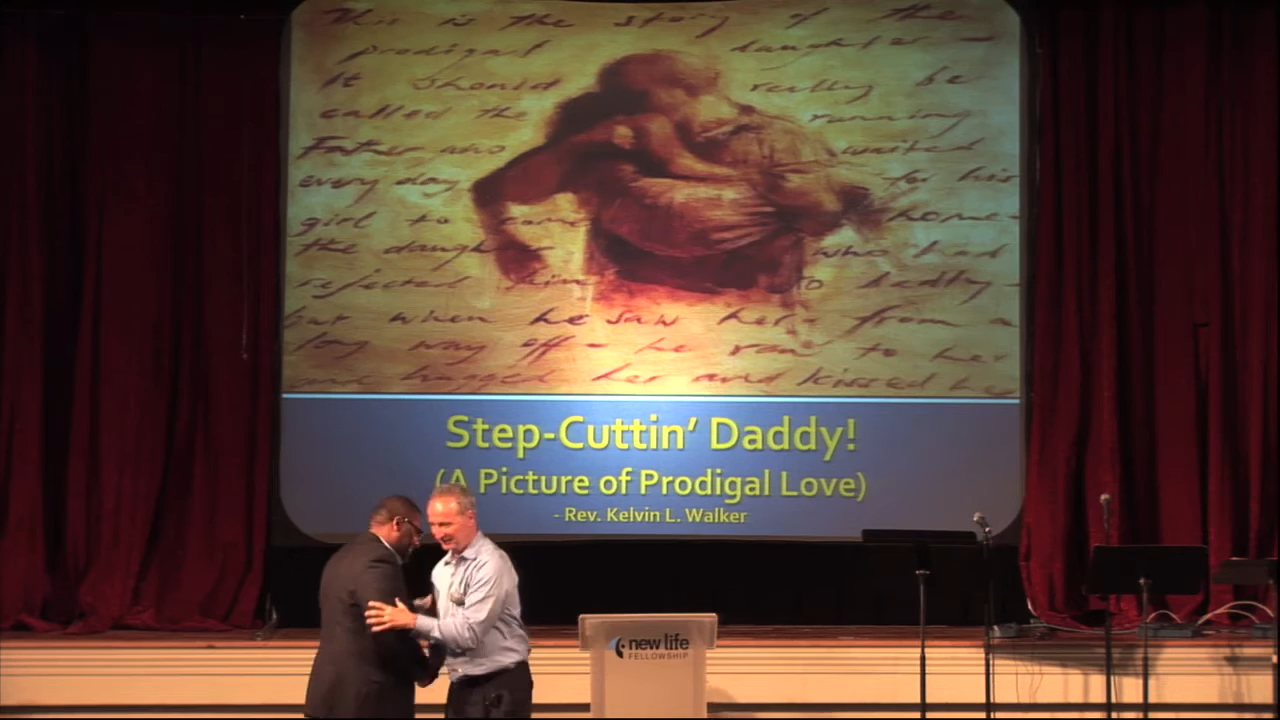 This is the story of the
prodigal daughter -
It should really be
called the running
Father who waited
every day for his
girl to come home -
the daughter who had
rejected him so badly -
but when he saw her from a
long way off - he ran to her
and hugged her and kissed her
Step-Cuttin' Daddy!
(A Picture of Prodigal Love)
- Rev. Kelvin L. Walker
new life
FELLOWSHIP